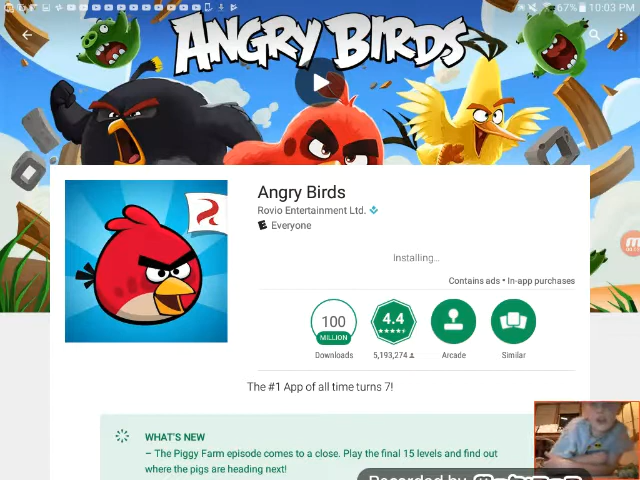 67% 10:03 PM
ANGRY BIRDS
Angry Birds
Rovio Entertainment Ltd.
E Everyone
Installing...
Contains ads • In-app purchases
100
MILLION
Downloads
4.4
5,193,274
Arcade
Similar
The #1 App of all time turns 7!
WHAT'S NEW
– The Piggy Farm episode comes to a close. Play the final 15 levels and find out
where the pigs are heading next!
Recorded by